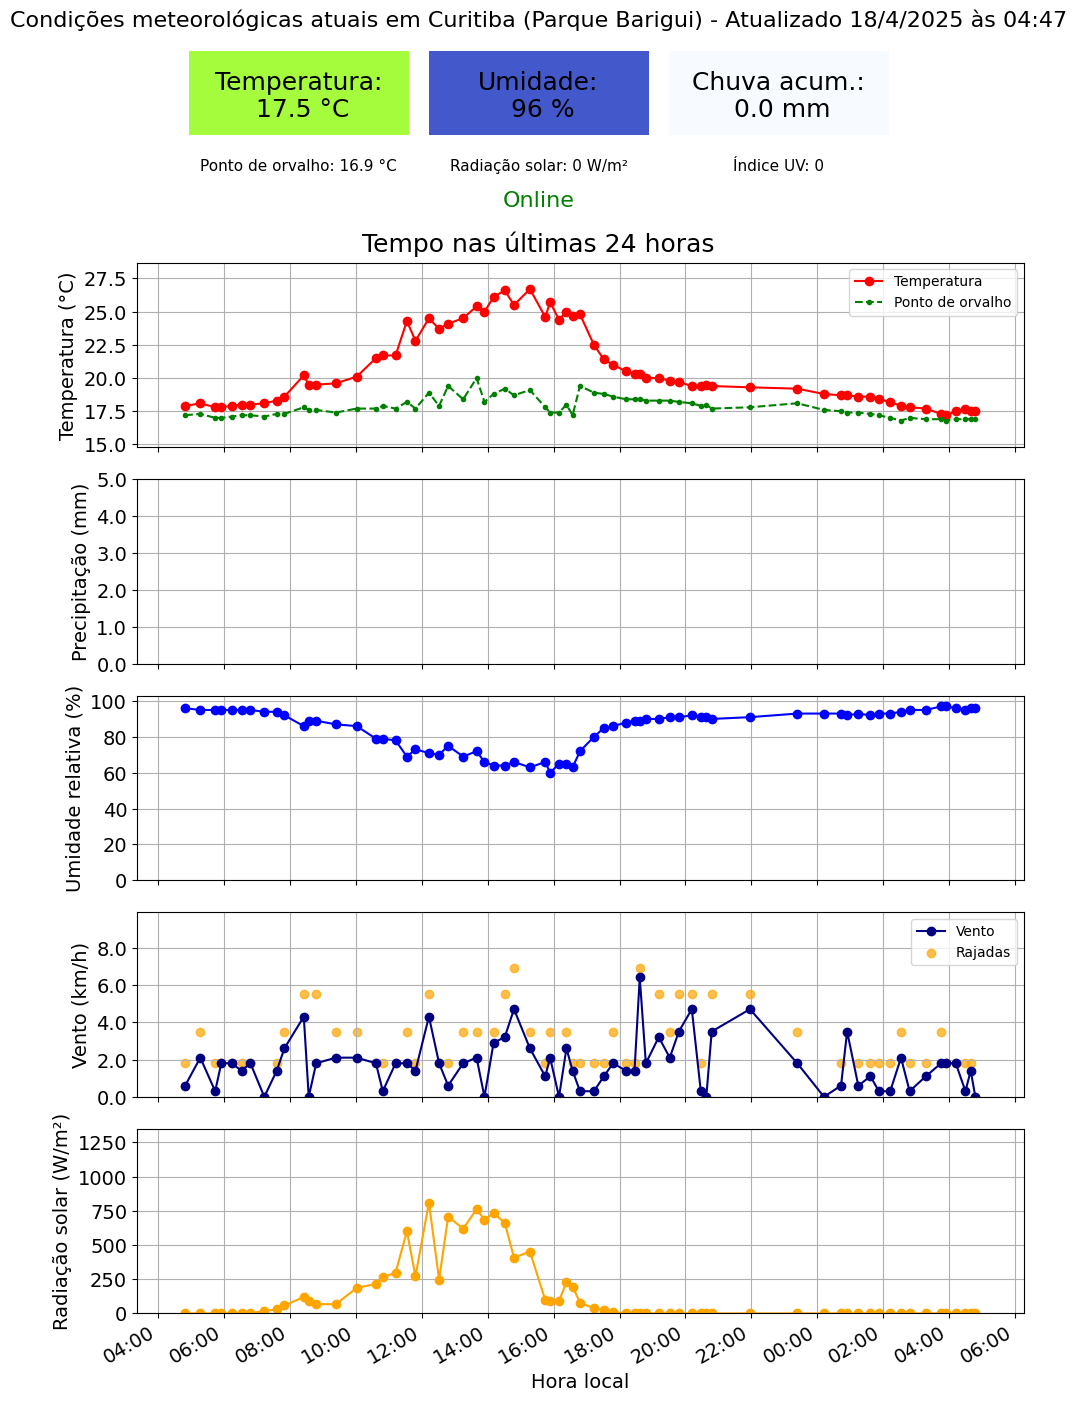 Condições meteorológicas atuais em Curitiba (Parque Barigui) - Atualizado 18/4/2025 às 04:47
Temperatura:
17.5 °C
Umidade:
96 %
Chuva acum.:
0.0 mm
Ponto de orvalho: 16.9 °C
Radiação solar: 0 W/m²
Índice UV: 0
Online
Tempo nas últimas 24 horas
Temperatura (°C)
27.5
25.0
22.5
20.0
17.5
15.0
Temperatura
Ponto de orvalho
Precipitação (mm)
5.0
4.0
3.0
2.0
1.0
0.0
Umidade relativa (%)
100
80
60
40
20
0
Vento (km/h)
8.0
6.0
4.0
2.0
0.0
Vento
Rajadas
Radiação solar (W/m²)
1250
1000
750
500
250
0
04:00
06:00
08:00
10:00
12:00
14:00
16:00
18:00
20:00
22:00
00:00
02:00
04:00
06:00
Hora local